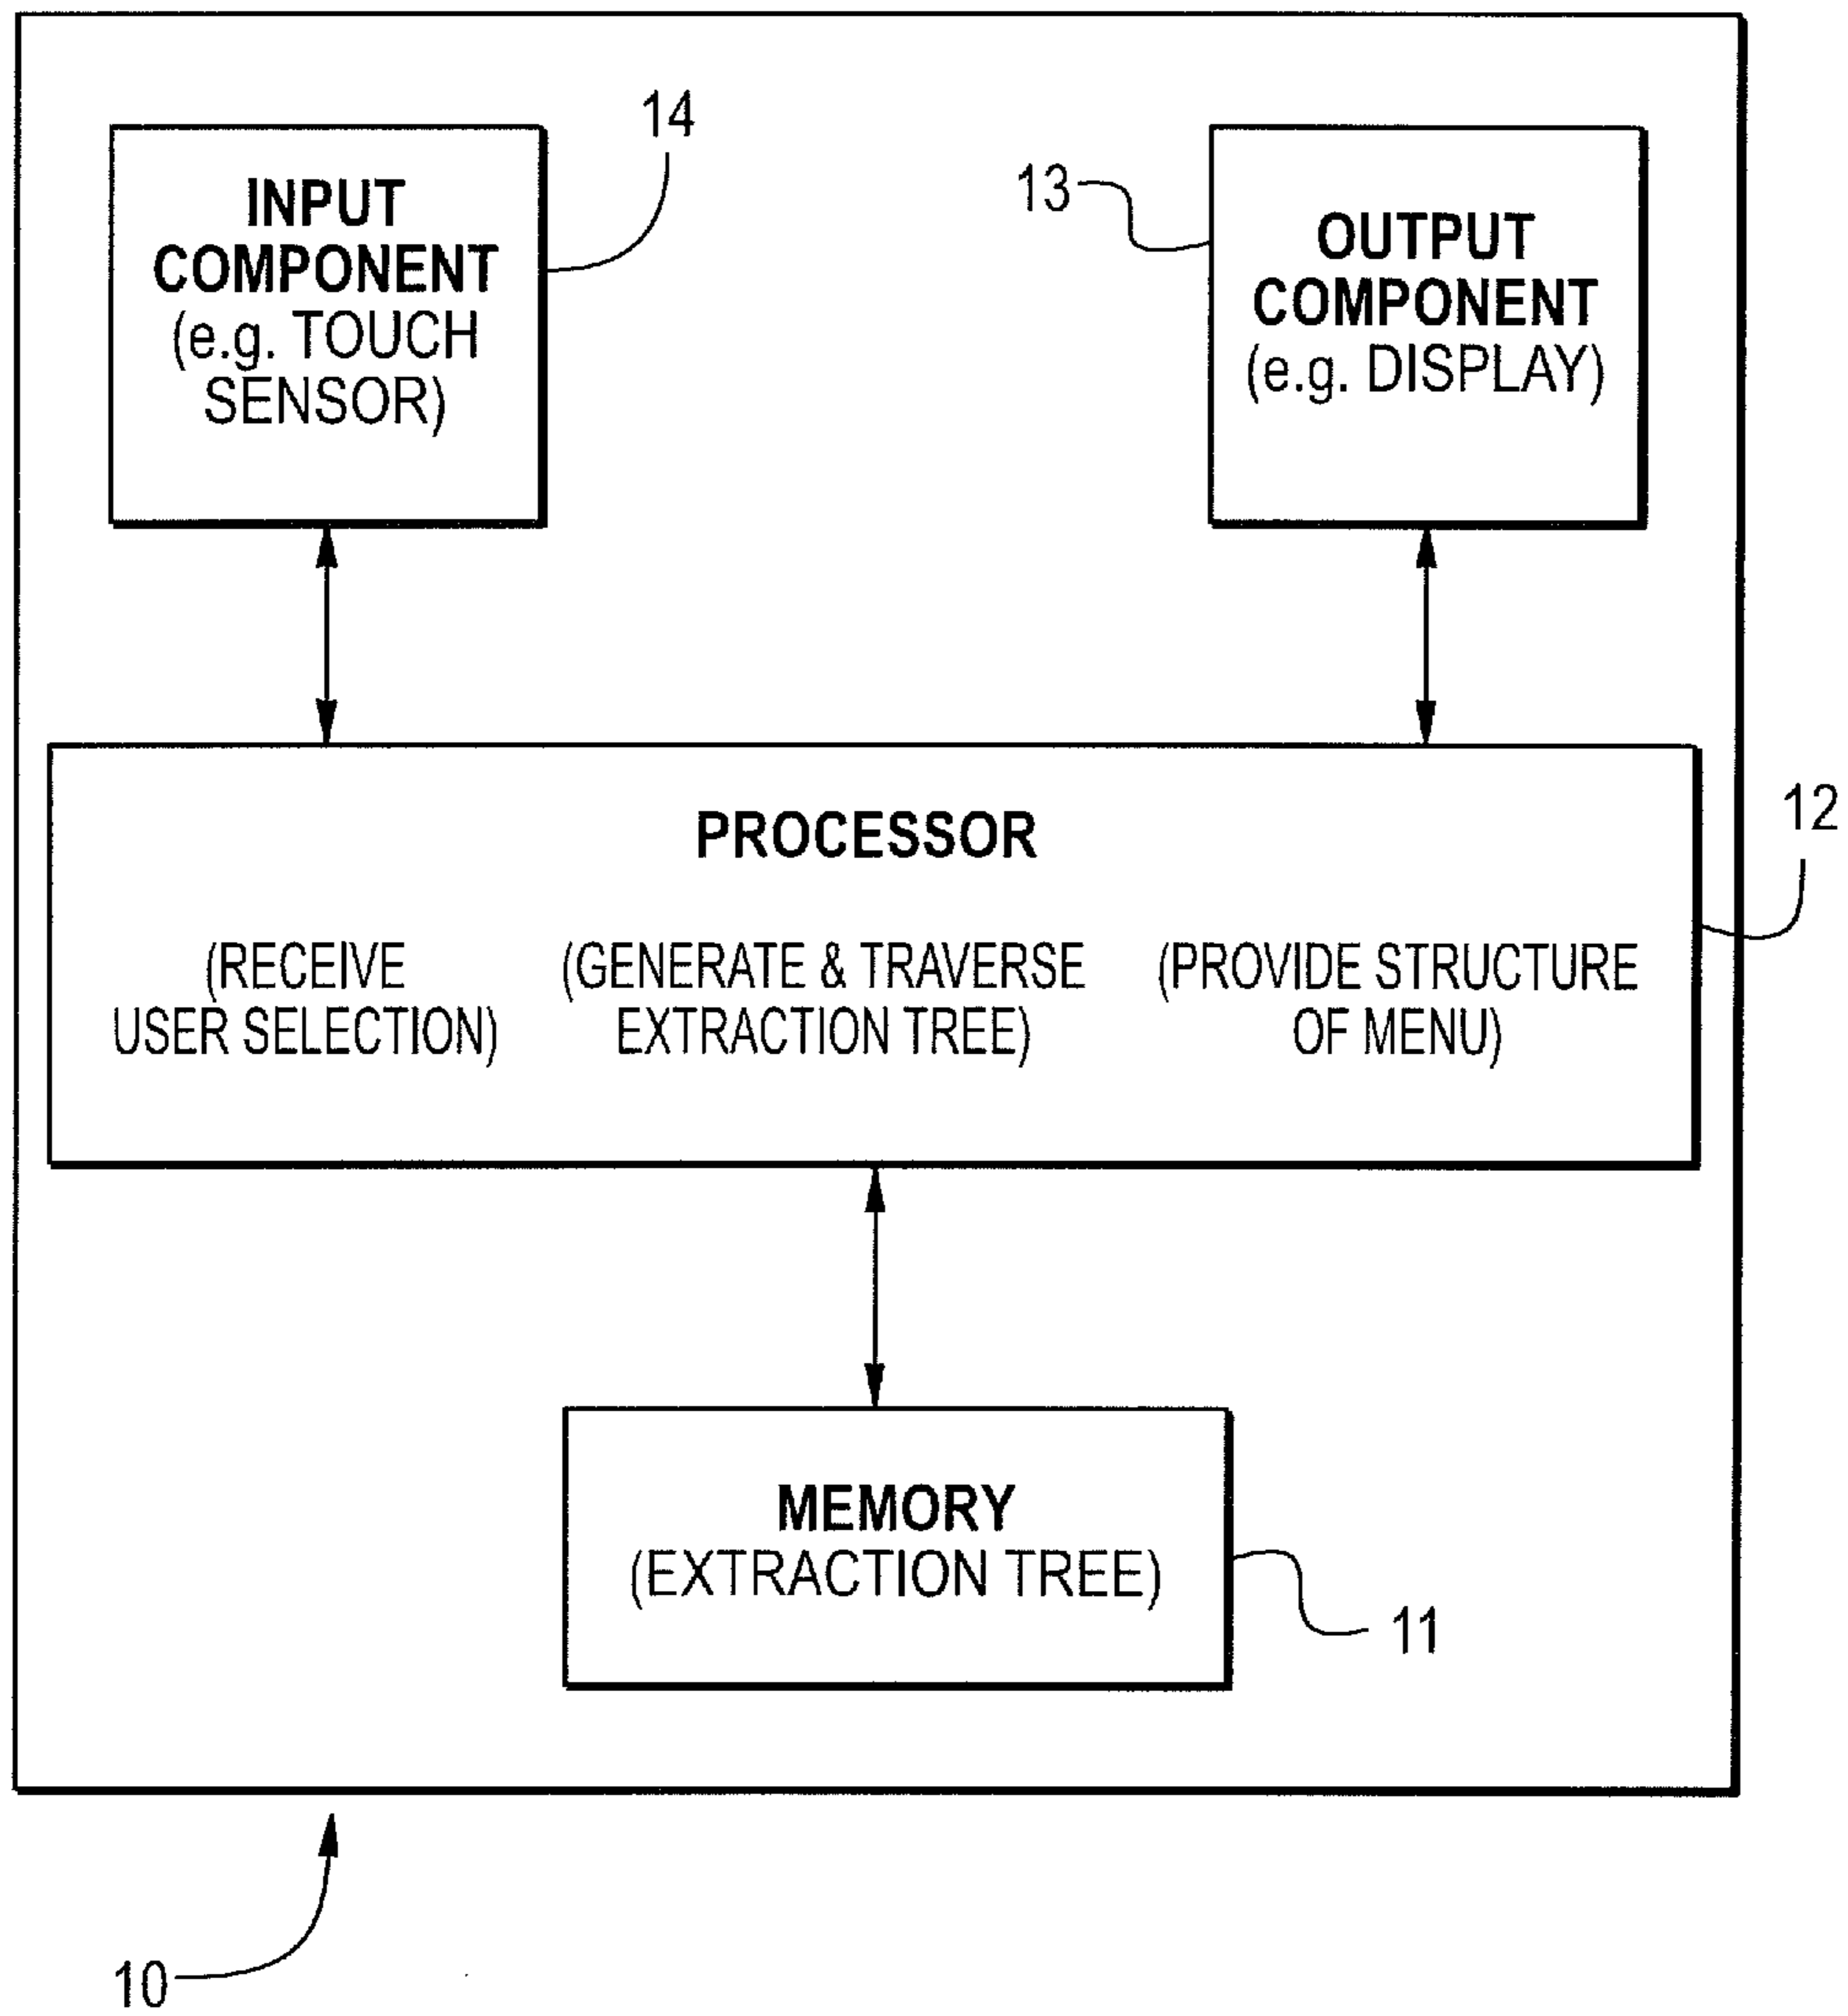 14
INPUT
COMPONENT
(e.g. TOUCH
SENSOR)
13
OUTPUT
COMPONENT
(e.g. DISPLAY)
PROCESSOR
12
(RECEIVE
USER SELECTION)
(GENERATE & TRAVERSE
EXTRACTION TREE)
(PROVIDE STRUCTURE
OF MENU)
MEMORY
(EXTRACTION TREE)
11
10